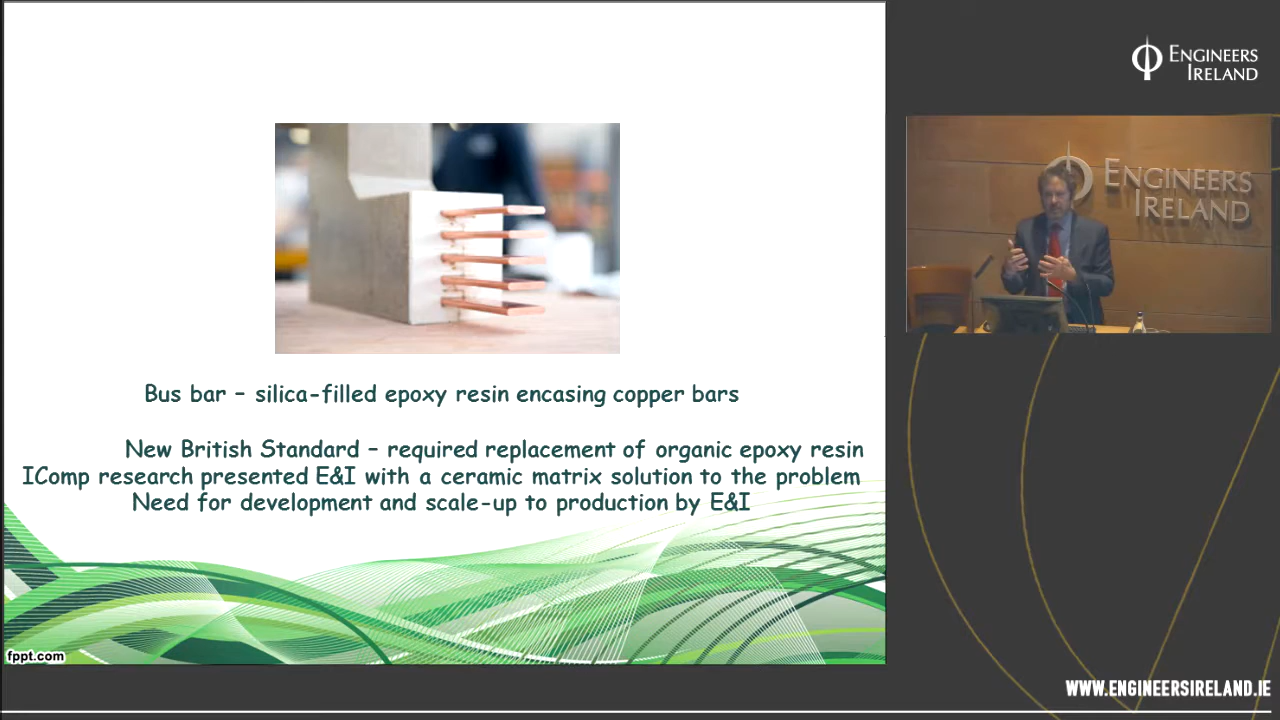 Bus bar – silica-filled epoxy resin encasing copper bars
New British Standard – required replacement of organic epoxy resin
IComp research presented E&I with a ceramic matrix solution to the problem
Need for development and scale-up to production by E&I
fppt.com
ENGINEERS
IRELAND
ENGINEERS
IRELAND
WWW.ENGINEERSIRELAND.IE